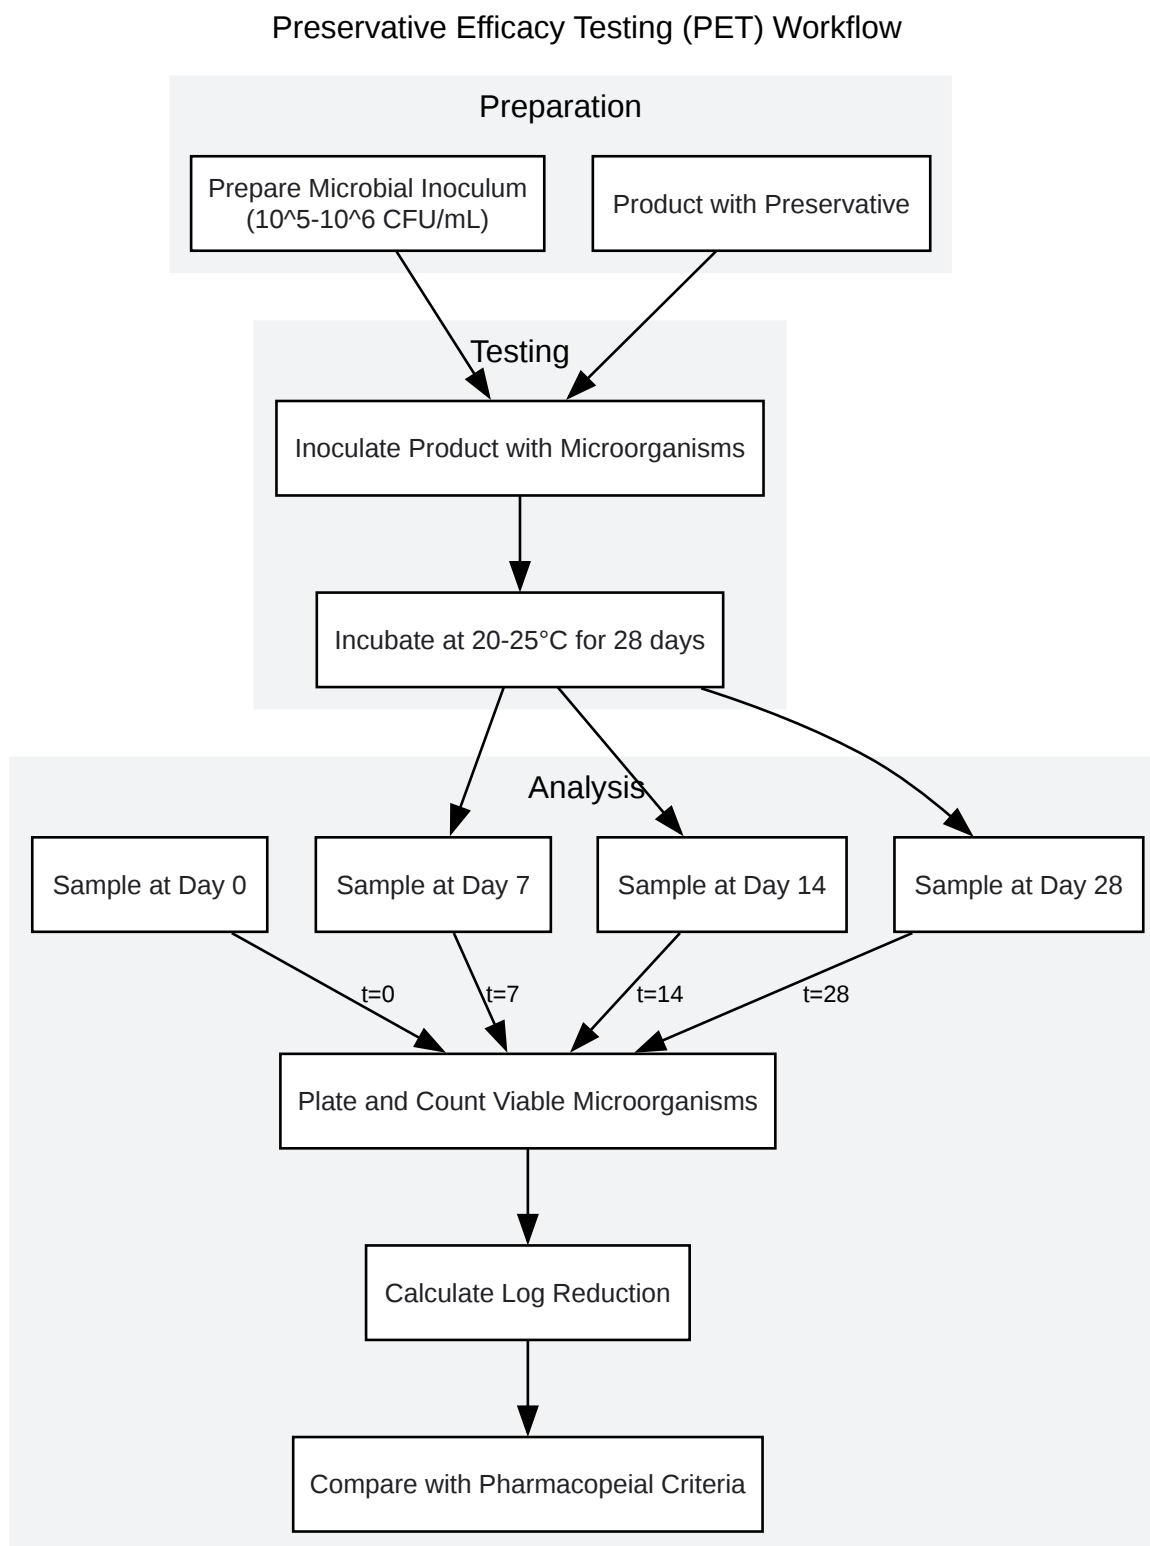 Preservative Efficacy Testing (PET) Workflow
Preparation
Prepare Microbial Inoculum
(10^5-10^6 CFU/mL)
Product with Preservative
Testing
Inoculate Product with Microorganisms
Incubate at 20-25°C for 28 days
Analysis
Sample at Day 0
Sample at Day 7
Sample at Day 14
Sample at Day 28
t=0
t=7
t=14
t=28
Plate and Count Viable Microorganisms
Calculate Log Reduction
Compare with Pharmacopeial Criteria